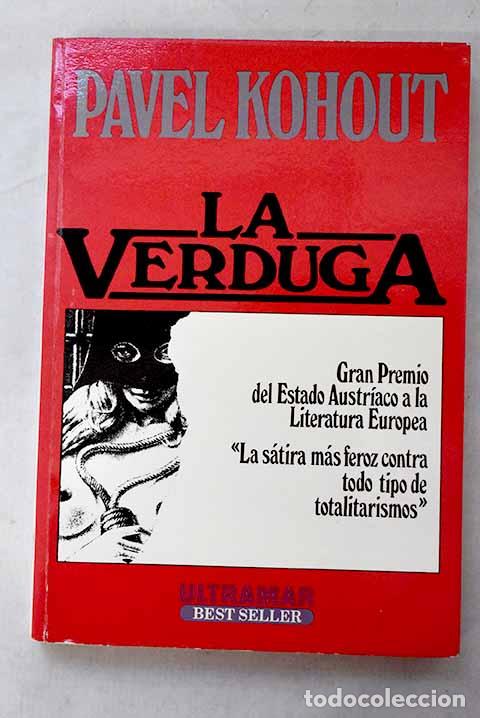 PAVEL KOHOUT
LA
VERDUGA
Gran Premio
del Estado Austríaco a la
Literatura Europea
«La sátira más feroz contra
todo tipo de
totalitarismos»
ULTRAMAR
BEST SELLER
todocoleccion